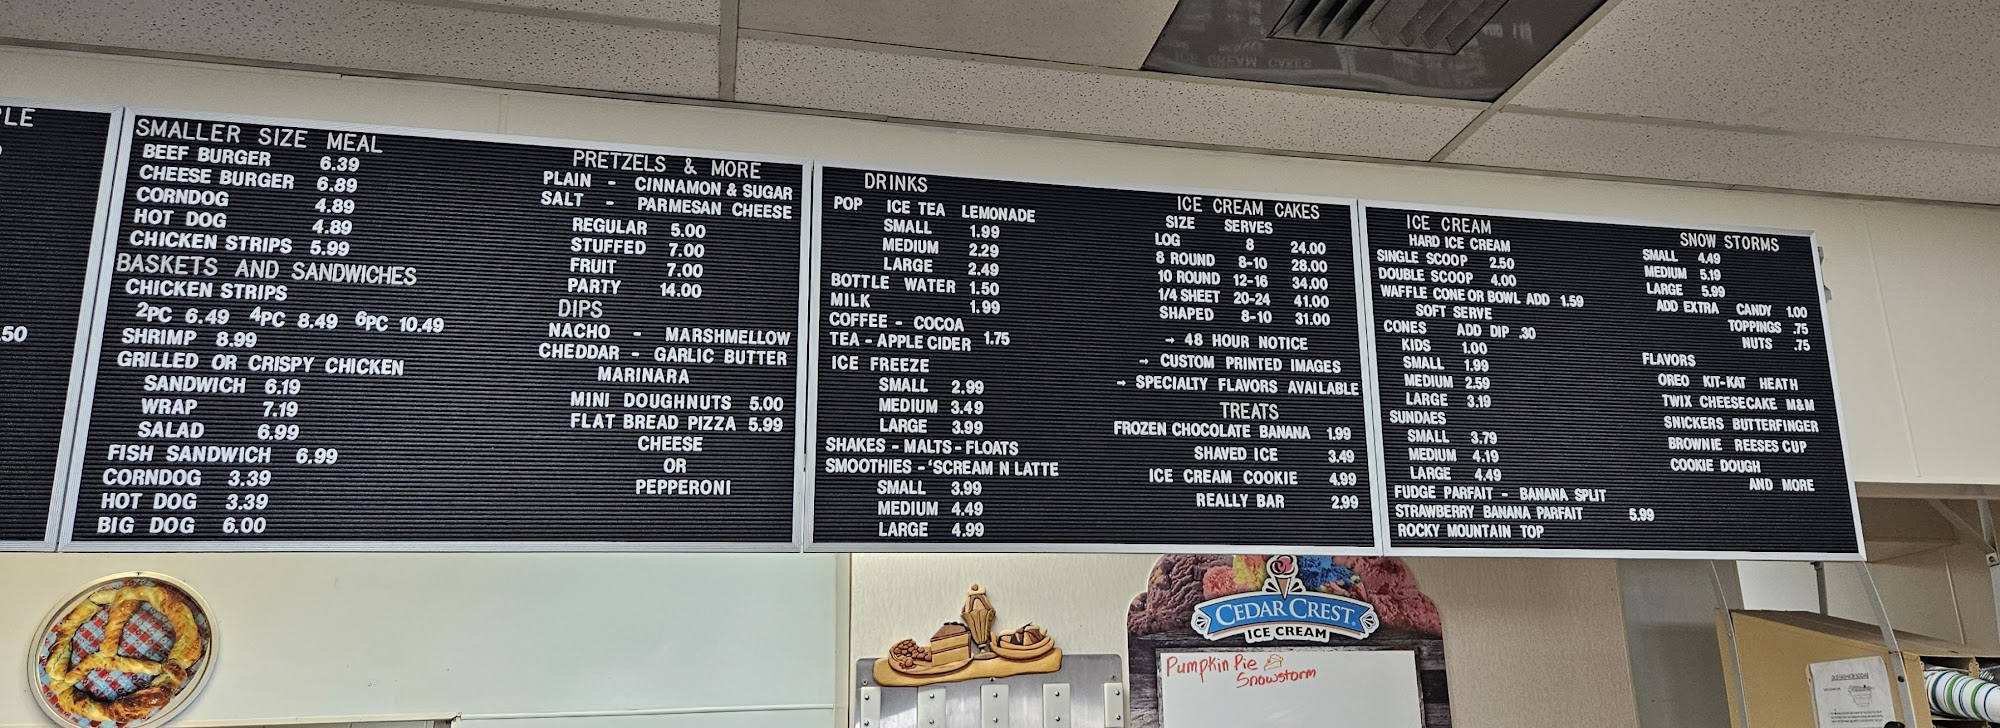 LE
.50
SMALLER SIZE MEAL
BEEF BURGER 6.39
CHEESE BURGER 6.89
CORNDOG 4.89
HOT DOG 4.89
CHICKEN STRIPS 5.99
BASKETS AND SANDWICHES
CHICKEN STRIPS
2PC 6.49 4PC 8.49 6PC 10.49
SHRIMP 8.99
GRILLED OR CRISPY CHICKEN
SANDWICH 6.19
WRAP 7.19
SALAD 6.99
FISH SANDWICH 6.99
CORNDOG 3.39
HOT DOG 3.39
BIG DOG 6.00
PRETZELS & MORE
PLAIN - CINNAMON & SUGAR
SALT - PARMESAN CHEESE
REGULAR 5.00
STUFFED 7.00
FRUIT 7.00
PARTY 14.00
DIPS
NACHO - MARSHMELLOW
CHEDDAR - GARLIC BUTTER
MARINARA
MINI DOUGHNUTS 5.00
FLAT BREAD PIZZA 5.99
CHEESE
OR
PEPPERONI
DRINKS
POP ICE TEA LEMONADE
SMALL 1.99
MEDIUM 2.29
LARGE 2.49
BOTTLE WATER 1.50
MILK 1.99
COFFEE - COCOA
TEA - APPLE CIDER 1.75
ICE FREEZE
SMALL 2.99
MEDIUM 3.49
LARGE 3.99
SHAKES - MALTS - FLOATS
SMOOTHIES - 'SCREAM N LATTE
SMALL 3.99
MEDIUM 4.49
LARGE 4.99
ICE CREAM CAKES
SIZE SERVES
LOG 8 24.00
8 ROUND 8-10 28.00
10 ROUND 12-16 34.00
1/4 SHEET 20-24 41.00
SHAPED 8-10 31.00
→ 48 HOUR NOTICE
→ CUSTOM PRINTED IMAGES
→ SPECIALTY FLAVORS AVAILABLE
TREATS
FROZEN CHOCOLATE BANANA 1.99
SHAVED ICE 3.49
ICE CREAM COOKIE 4.99
REALLY BAR 2.99
ICE CREAM
HARD ICE CREAM
SINGLE SCOOP 2.50
DOUBLE SCOOP 4.00
WAFFLE CONE OR BOWL ADD 1.59
SOFT SERVE
CONES ADD DIP .30
KIDS 1.00
SMALL 1.99
MEDIUM 2.59
LARGE 3.19
SUNDAES
SMALL 3.79
MEDIUM 4.19
LARGE 4.49
FUDGE PARFAIT - BANANA SPLIT
STRAWBERRY BANANA PARFAIT 5.99
ROCKY MOUNTAIN TOP
SNOW STORMS
SMALL 4.49
MEDIUM 5.19
LARGE 5.99
ADD EXTRA CANDY 1.00
TOPPINGS .75
NUTS .75
FLAVORS
OREO KIT-KAT HEATH
TWIX CHEESECAKE M&M
SNICKERS BUTTERFINGER
BROWNIE REESES CUP
COOKIE DOUGH
AND MORE
CEDAR CREST®
ICE CREAM
Pumpkin Pie
Snowstorm